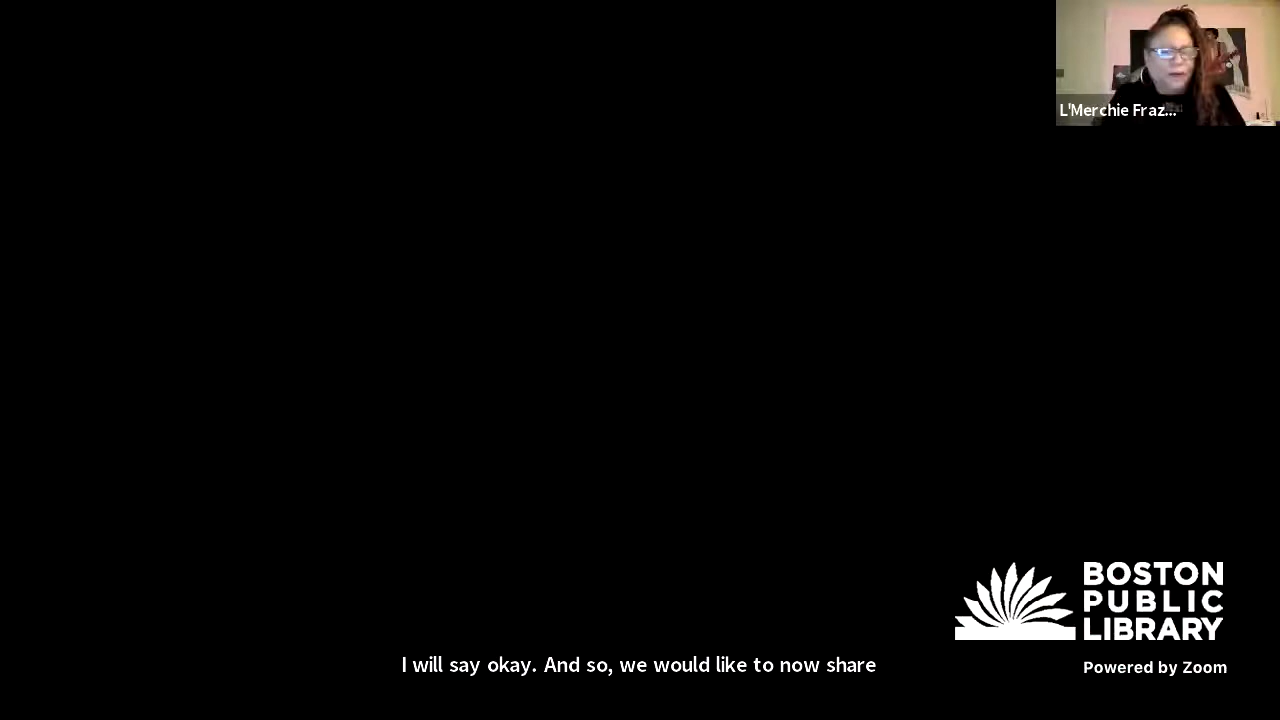 L'Merchie Fraz...
BOSTON
PUBLIC
LIBRARY
I will say okay. And so, we would like to now share
Powered by Zoom